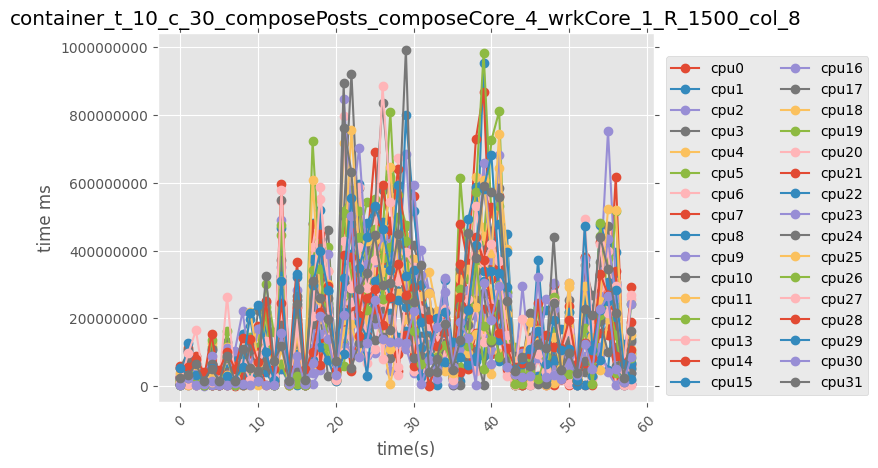 container_t_10_c_30_composePosts_composeCore_4_wrkCore_1_R_1500_col_8
time ms
1000000000
800000000
600000000
400000000
200000000
0
0
10
20
30
40
50
60
time(s)
cpu0
cpu1
cpu2
cpu3
cpu4
cpu5
cpu6
cpu7
cpu8
cpu9
cpu10
cpu11
cpu12
cpu13
cpu14
cpu15
cpu16
cpu17
cpu18
cpu19
cpu20
cpu21
cpu22
cpu23
cpu24
cpu25
cpu26
cpu27
cpu28
cpu29
cpu30
cpu31